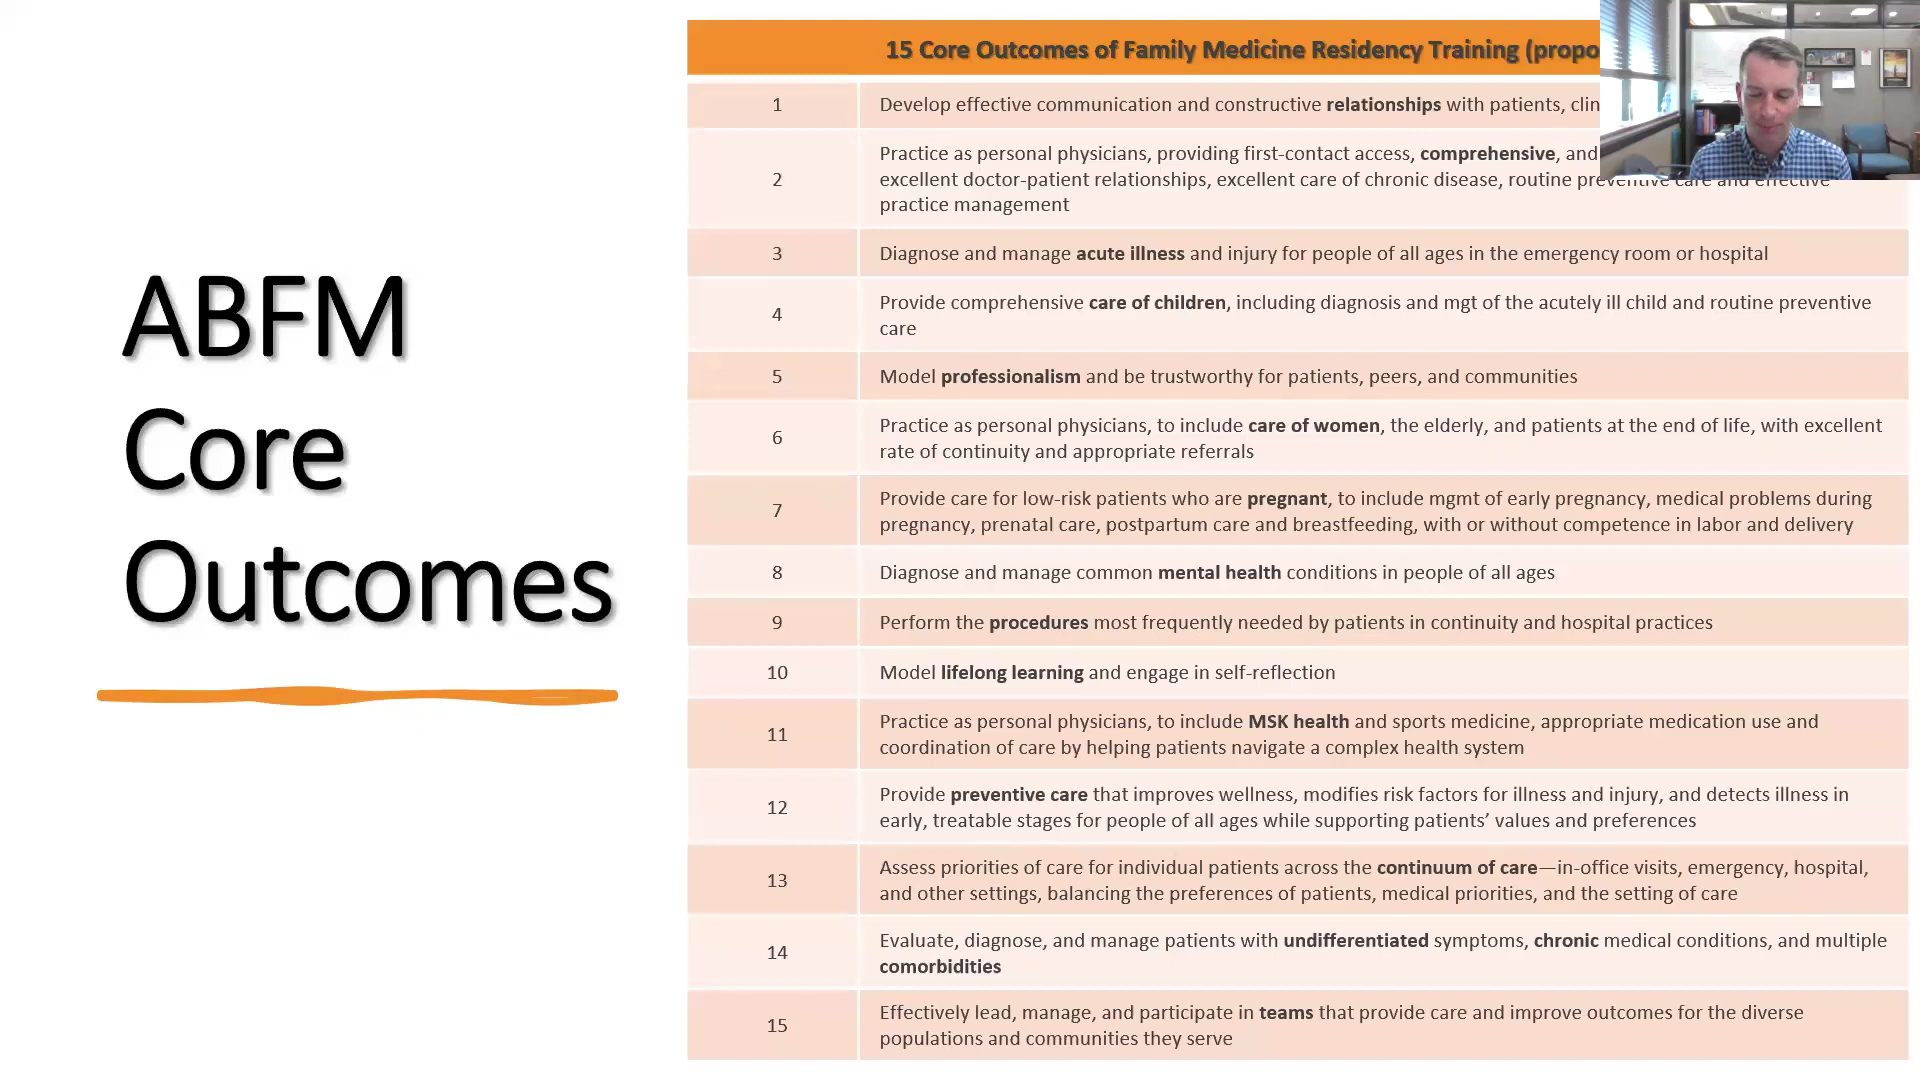 ABFM
Core
Outcomes
15 Core Outcomes of Family Medicine Residency Training
1
Develop effective communication and constructive relationships with patients,
2
Practice as personal physicians, providing first-contact access, comprehensive, and
excellent doctor-patient relationships, excellent care of chronic disease, routine preventive care and effective
practice management
3
Diagnose and manage acute illness and injury for people of all ages in the emergency room or hospital
4
Provide comprehensive care of children, including diagnosis and mgt of the acutely ill child and routine preventive
care
5
Model professionalism and be trustworthy for patients, peers, and communities
6
Practice as personal physicians, to include care of women, the elderly, and patients at the end of life, with excellent
rate of continuity and appropriate referrals
7
Provide care for low-risk patients who are pregnant, to include mgmt of early pregnancy, medical problems during
pregnancy, prenatal care, postpartum care and breastfeeding, with or without competence in labor and delivery
8
Diagnose and manage common mental health conditions in people of all ages
9
Perform the procedures most frequently needed by patients in continuity and hospital practices
10
Model lifelong learning and engage in self-reflection
11
Practice as personal physicians, to include MSK health and sports medicine, appropriate medication use and
coordination of care by helping patients navigate a complex health system
12
Provide preventive care that improves wellness, modifies risk factors for illness and injury, and detects illness in
early, treatable stages for people of all ages while supporting patients’ values and preferences
13
Assess priorities of care for individual patients across the continuum of care—in-office visits, emergency, hospital,
and other settings, balancing the preferences of patients, medical priorities, and the setting of care
14
Evaluate, diagnose, and manage patients with undifferentiated symptoms, chronic medical conditions, and multiple
comorbidities
15
Effectively lead, manage, and participate in teams that provide care and improve outcomes for the diverse
populations and communities they serve